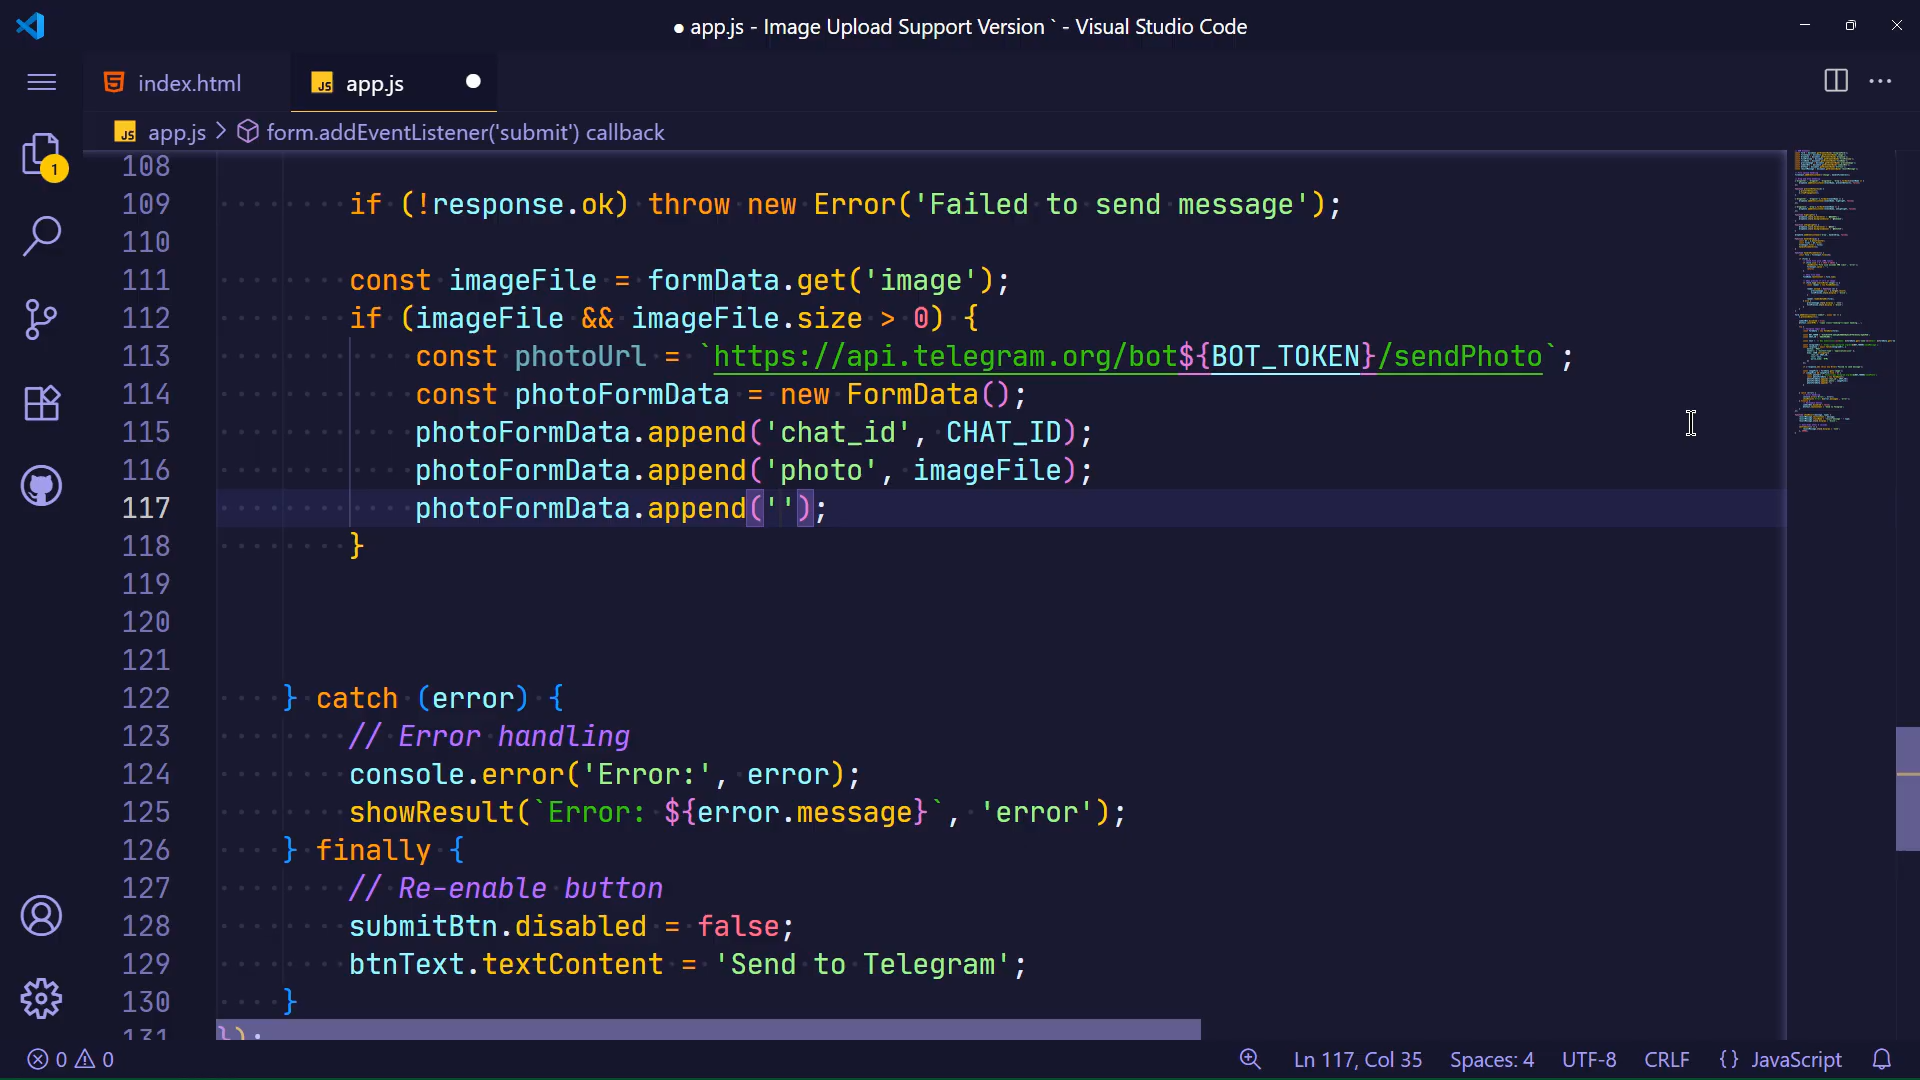 ● app.js - Image Upload Support Version ` - Visual Studio Code
index.html
JS app.js
JS app.js > form.addEventListener('submit') callback
1
108
109 if (!response.ok) throw new Error('Failed to send message');
110
111 const imageFile = formData.get('image');
112 if (imageFile && imageFile.size > 0) {
113 const photoUrl = `https://api.telegram.org/bot${BOT_TOKEN}/sendPhoto`;
114 const photoFormData = new FormData();
115 photoFormData.append('chat_id', CHAT_ID);
116 photoFormData.append('photo', imageFile);
117 photoFormData.append('');
118 }
119
120
121
122 } catch (error) {
123 // Error handling
124 console.error('Error:', error);
125 showResult(`Error: ${error.message}`, 'error');
126 } finally {
127 // Re-enable button
128 submitBtn.disabled = false;
129 btnText.textContent = 'Send to Telegram';
130 }
131 });
0 0 Ln 117, Col 35 Spaces: 4 UTF-8 CRLF {} JavaScript